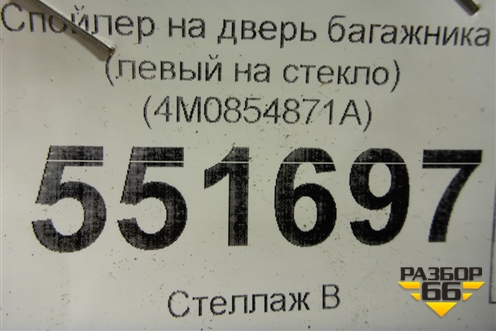 Спойлер на дверь багажника
(левый на стекло)
(4M0854871A)
551697
Стеллаж В
РАЗБОР
66